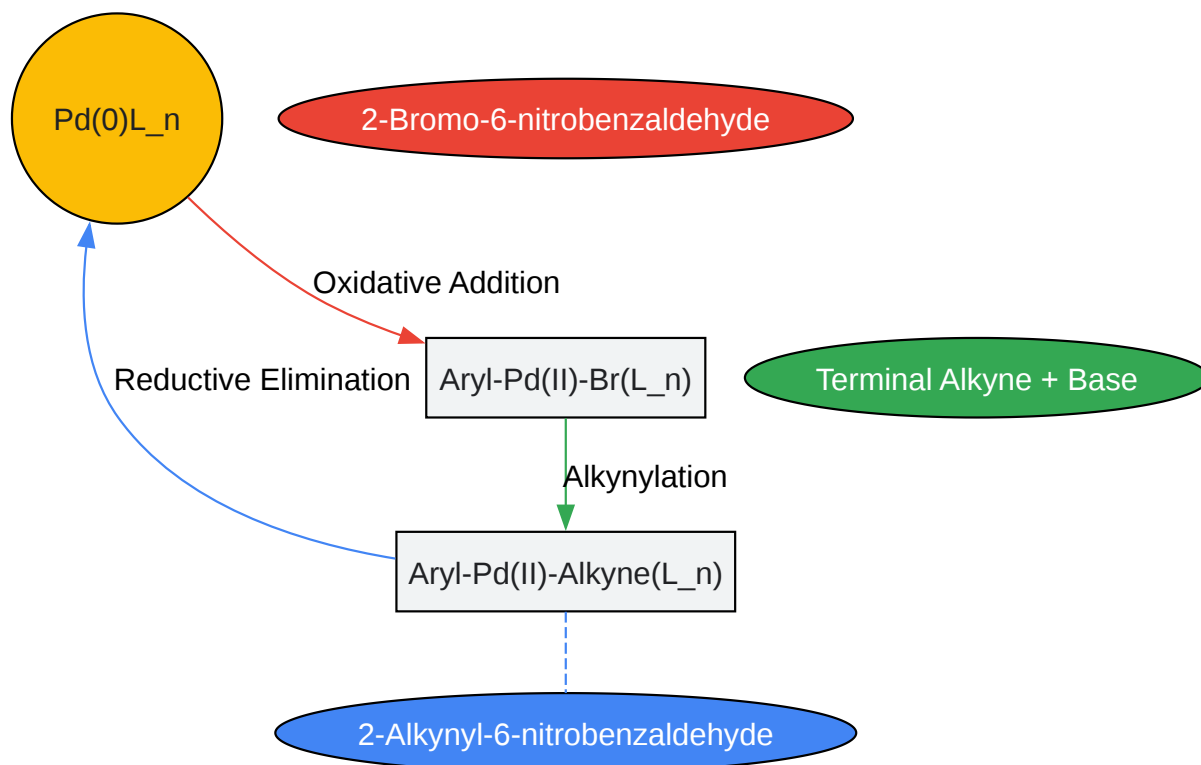 Pd(0)L_n
2-Bromo-6-nitrobenzaldehyde
Oxidative Addition
Reductive Elimination
Aryl-Pd(II)-Br(L_n)
Terminal Alkyne + Base
Alkynylation
Aryl-Pd(II)-Alkyne(L_n)
2-Alkynyl-6-nitrobenzaldehyde